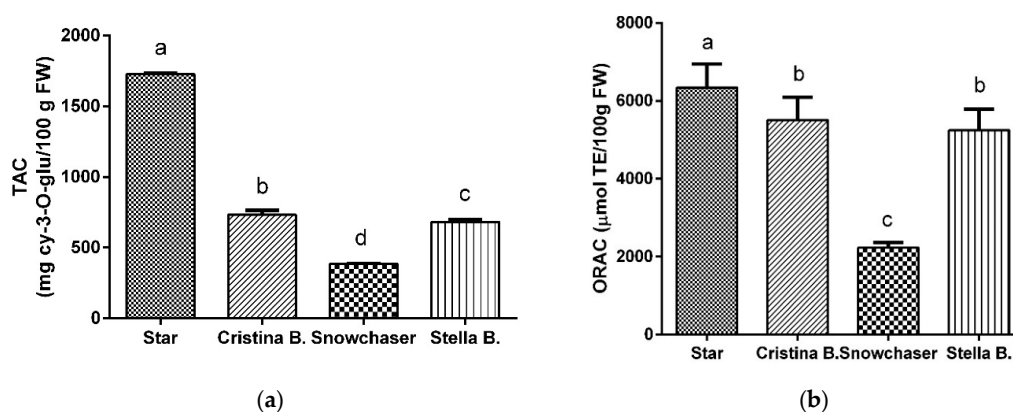 TAC
(mg cy-3-O-glu/100 g FW)
2000
1500
1000
500
0
a
b
d
c
Star
Cristina B.
Snowchaser
Stella B.
(a)
ORAC (μmol TE/100g FW)
8000
6000
4000
2000
0
a
b
c
b
Star
Cristina B.
Snowchaser
Stella B.
(b)